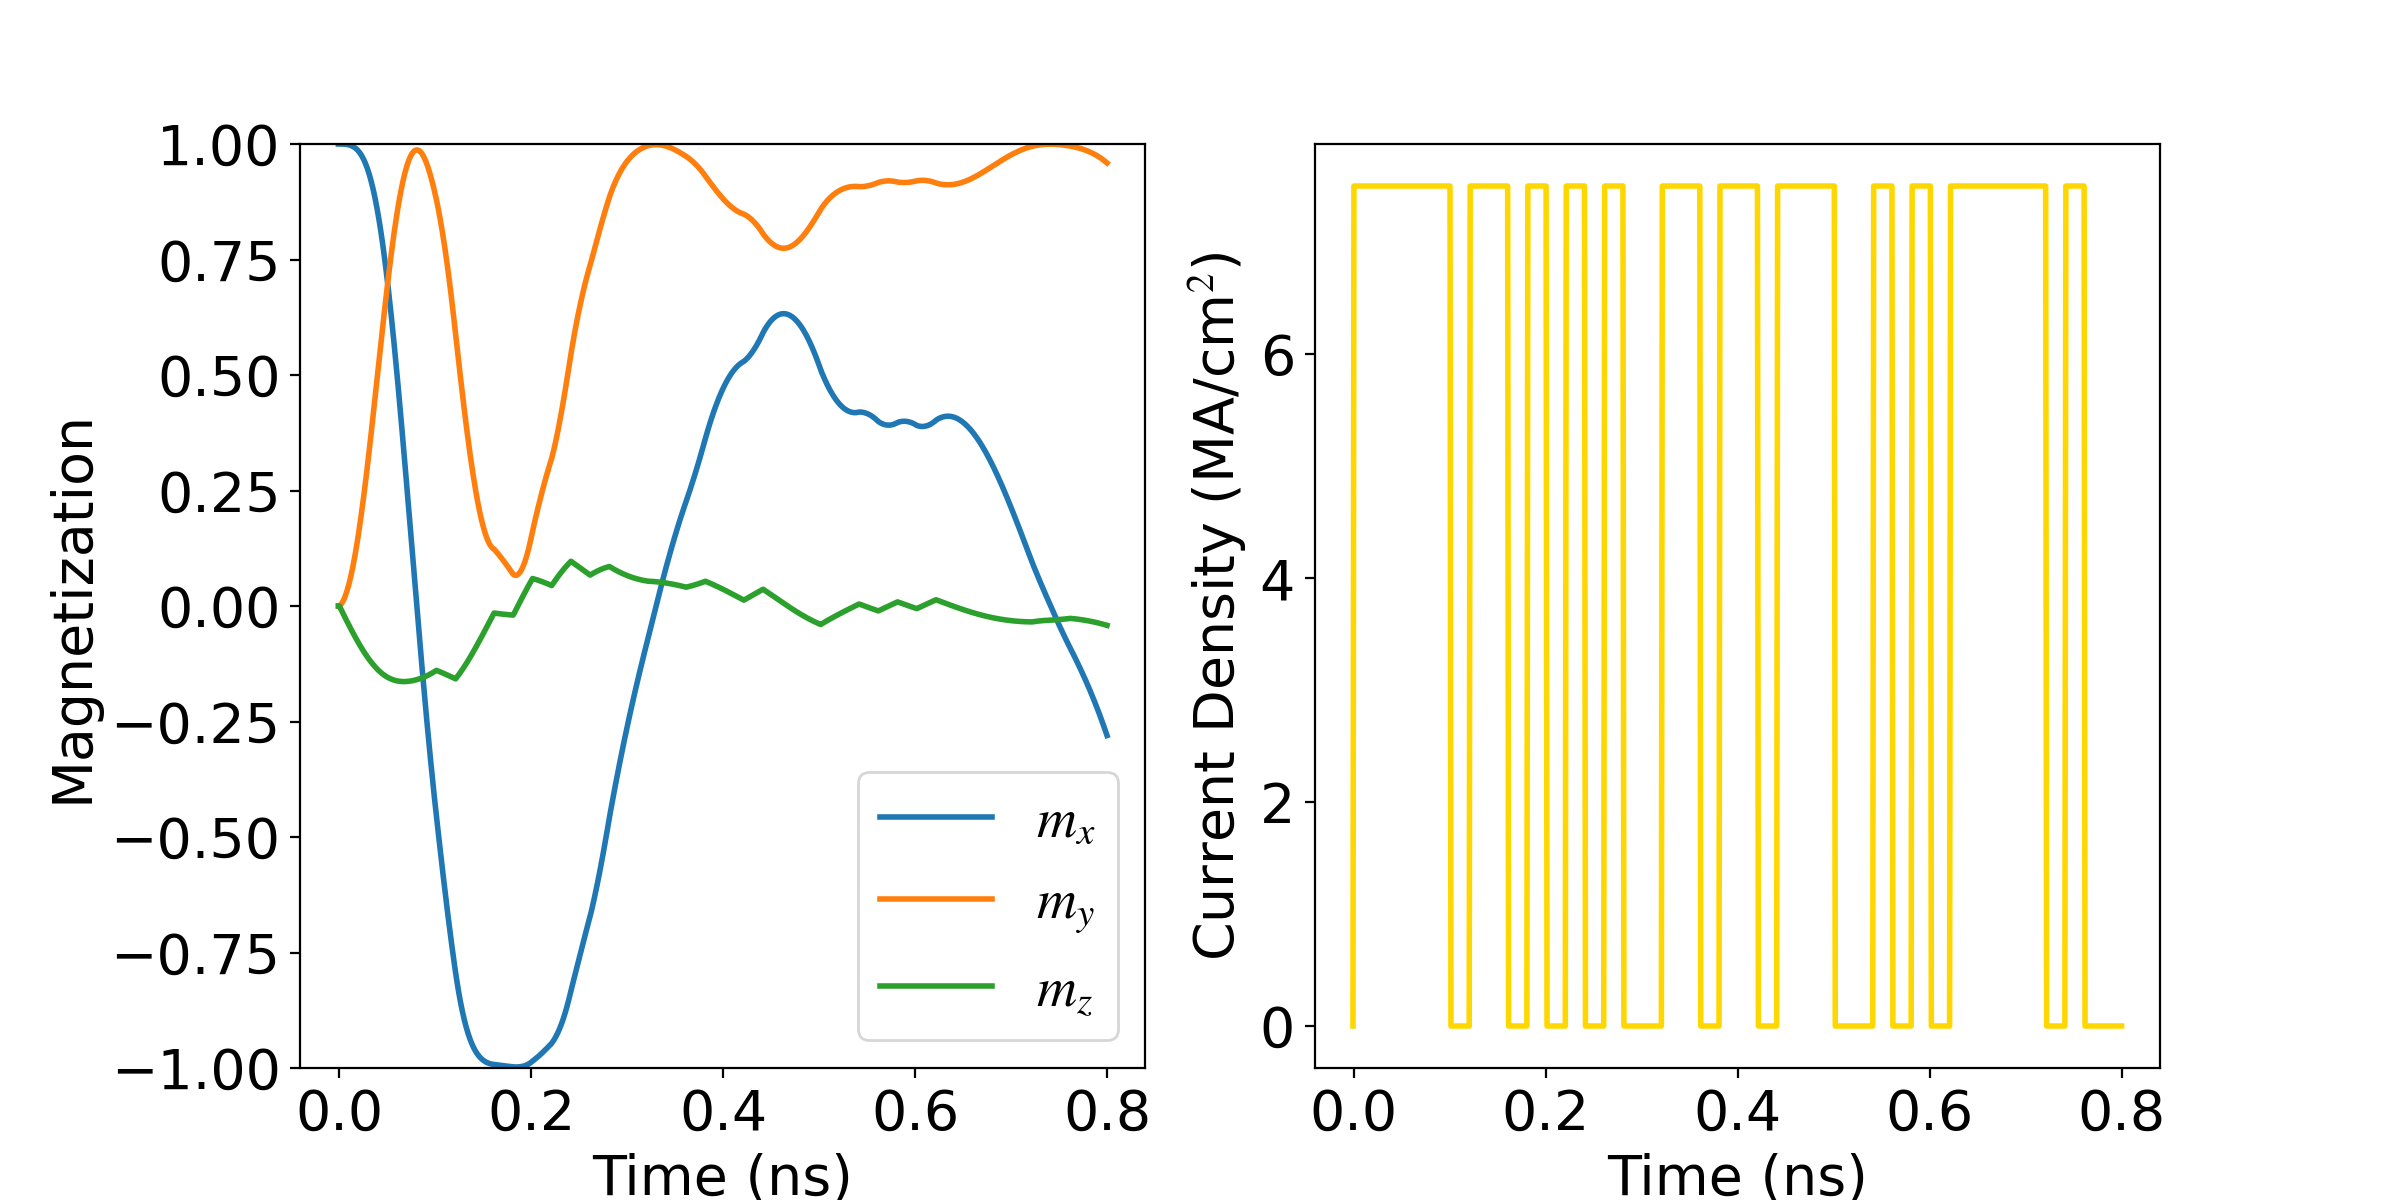 Magnetization
1.00
0.75
0.50
0.25
0.00
−0.25
−0.50
−0.75
−1.00
0.0 0.2 0.4 0.6 0.8
Time (ns)
m_x
m_y
m_z
Current Density (MA/cm²)
6
4
2
0
0.0 0.2 0.4 0.6 0.8
Time (ns)